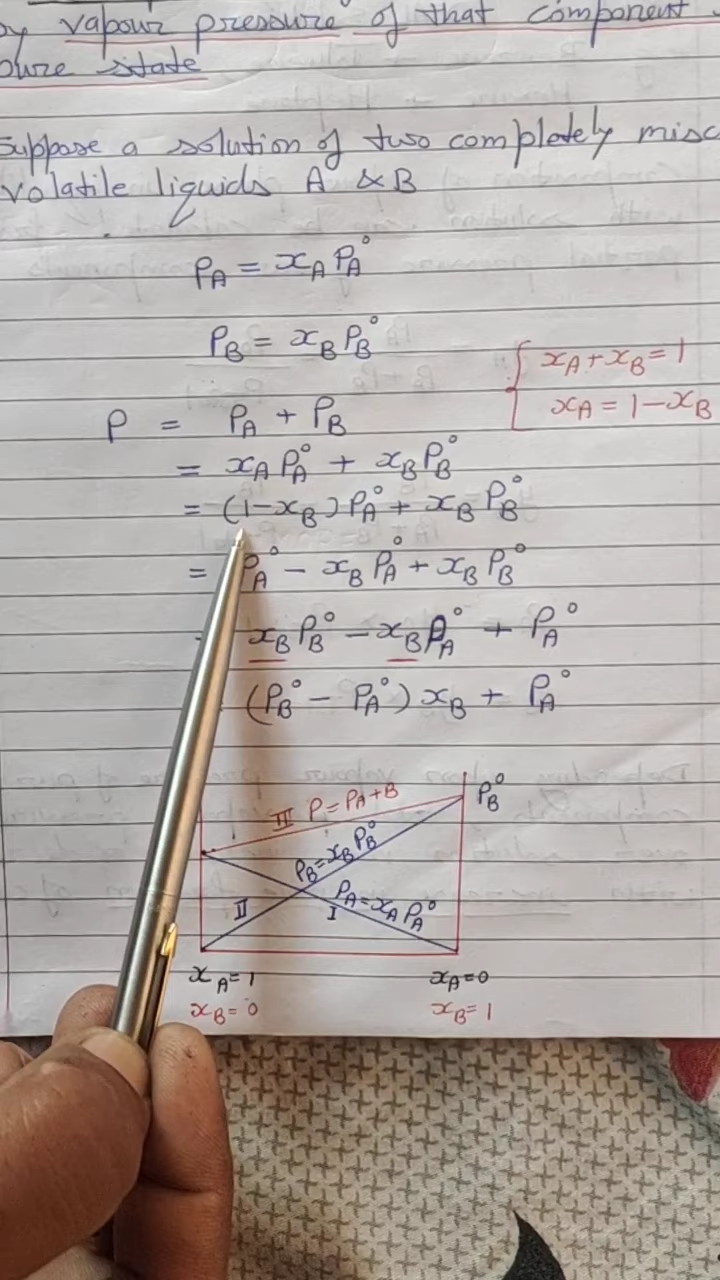 by vapour pressure of that component
pure state
Suppose a solution of two completely misc
volatile liquids A & B
P_A = x_A P_A°
P_B = x_B P_B°
x_A + x_B = 1
x_A = 1 - x_B
P = P_A + P_B
= x_A P_A° + x_B P_B°
= (1 - x_B) P_A° + x_B P_B°
= P_A° - x_B P_A° + x_B P_B°
x_B P_B° - x_B P_A° + P_A°
(P_B° - P_A°) x_B + P_A°
III P = P_A + B
P_B°
P_B = x_B P_B°
P_A = x_A P_A°
II
I
x_A = 1
x_A = 0
x_B = 0
x_B = 1